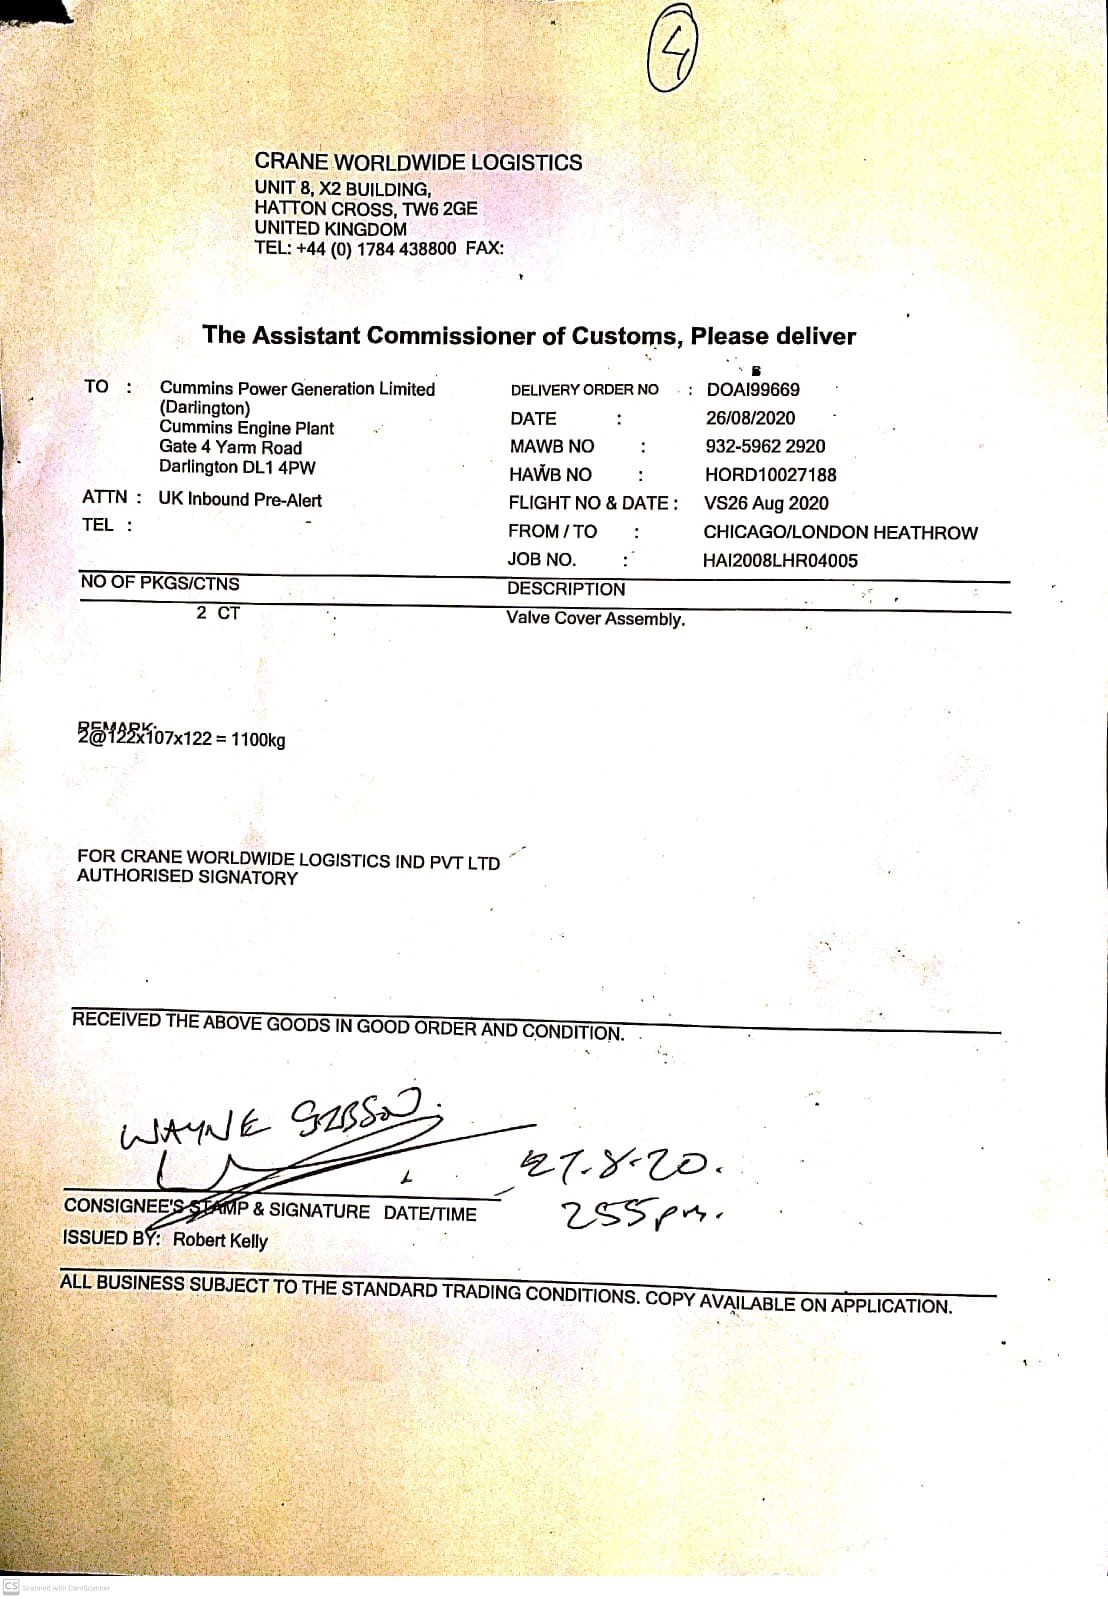 4
CRANE WORLDWIDE LOGISTICS
UNIT 8, X2 BUILDING,
HATTON CROSS, TW6 2GE
UNITED KINGDOM
TEL: +44 (0) 1784 438800 FAX:
The Assistant Commissioner of Customs, Please deliver
TO : Cummins Power Generation Limited
(Darlington)
Cummins Engine Plant
Gate 4 Yarm Road
Darlington DL1 4PW
ATTN : UK Inbound Pre-Alert
TEL :
DELIVERY ORDER NO : DOAI99669
DATE : 26/08/2020
MAWB NO : 932-5962 2920
HAWB NO : HORD10027188
FLIGHT NO & DATE : VS26 Aug 2020
FROM / TO : CHICAGO/LONDON HEATHROW
JOB NO. : HAI2008LHR04005
NO OF PKGS/CTNS DESCRIPTION
2 CT Valve Cover Assembly.
REMARK:
2@122x107x122 = 1100kg
FOR CRANE WORLDWIDE LOGISTICS IND PVT LTD
AUTHORISED SIGNATORY
RECEIVED THE ABOVE GOODS IN GOOD ORDER AND CONDITION.
WAYNE GIBSON.
27.8.20.
255pm.
CONSIGNEE'S STAMP & SIGNATURE DATE/TIME
ISSUED BY: Robert Kelly
ALL BUSINESS SUBJECT TO THE STANDARD TRADING CONDITIONS. COPY AVAILABLE ON APPLICATION.
CS Scanned with CamScanner